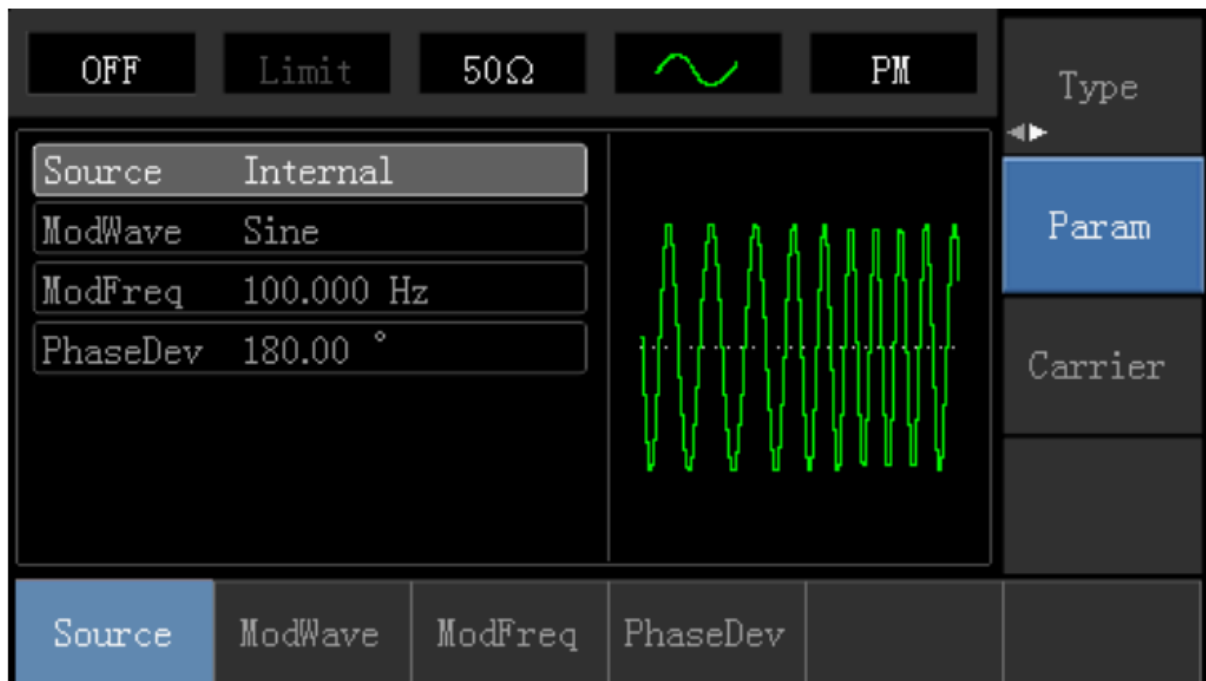 OFF Limit 50Ω PM
Type
Source Internal
ModWave Sine
Param
ModFreq 100.000 Hz
PhaseDev 180.00 °
Carrier
Source ModWave ModFreq PhaseDev